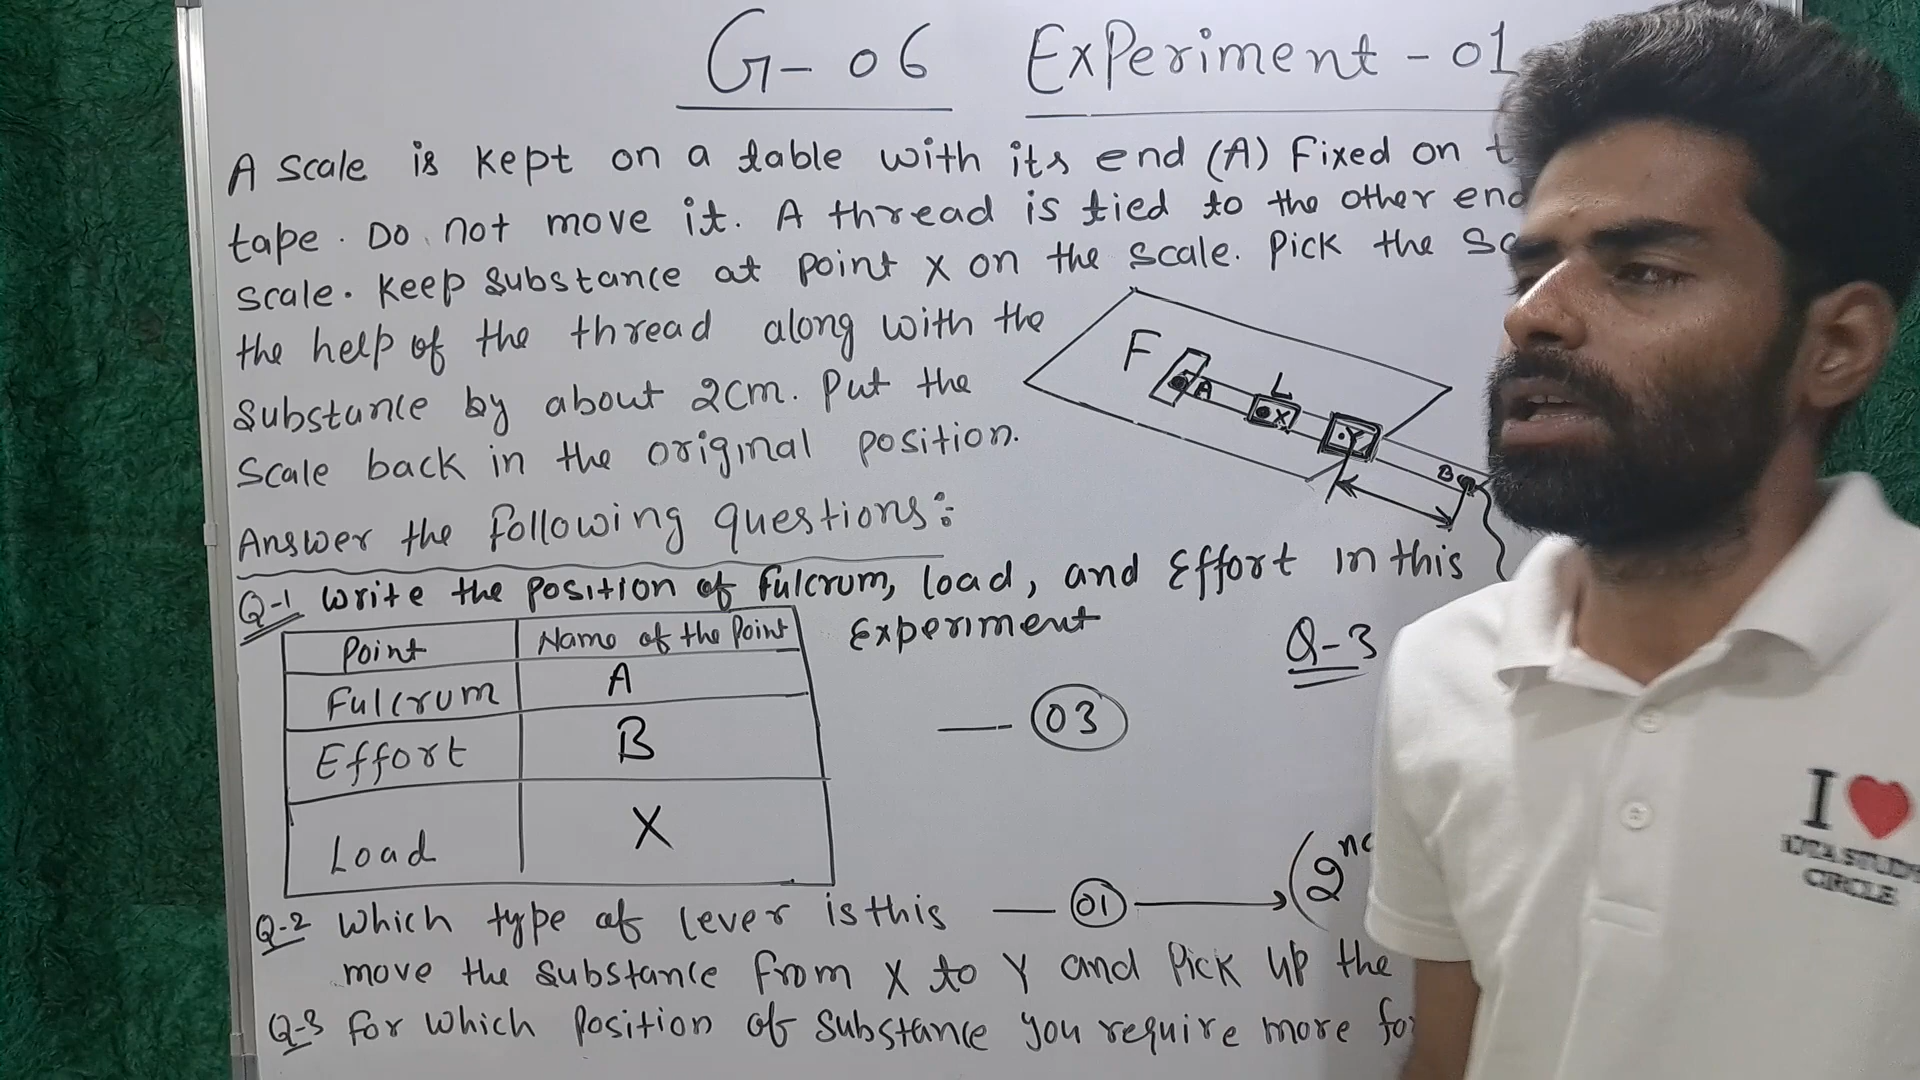 G-06 Experiment-01
A scale is kept on a table with its end (A) Fixed on
tape. Do not move it. A thread is tied to the other end
scale. Keep substance at point X on the scale. Pick the
the help of the thread along with the
substance by about 2cm. Put the
scale back in the original position.
F
A
L
X
Y
B
Answer the following questions:
Q-1 Write the position of fulcrum, load, and Effort in this
Experiment
Point Name of the Point
Fulcrum A
Effort B
Load X
03
Q-3
Q-2 Which type of lever is this — 01 → (2nd
move the substance from X to Y and Pick up the
Q-3 For which position of substance you require more
I ❤
IOTA STUDY
CIRCLE